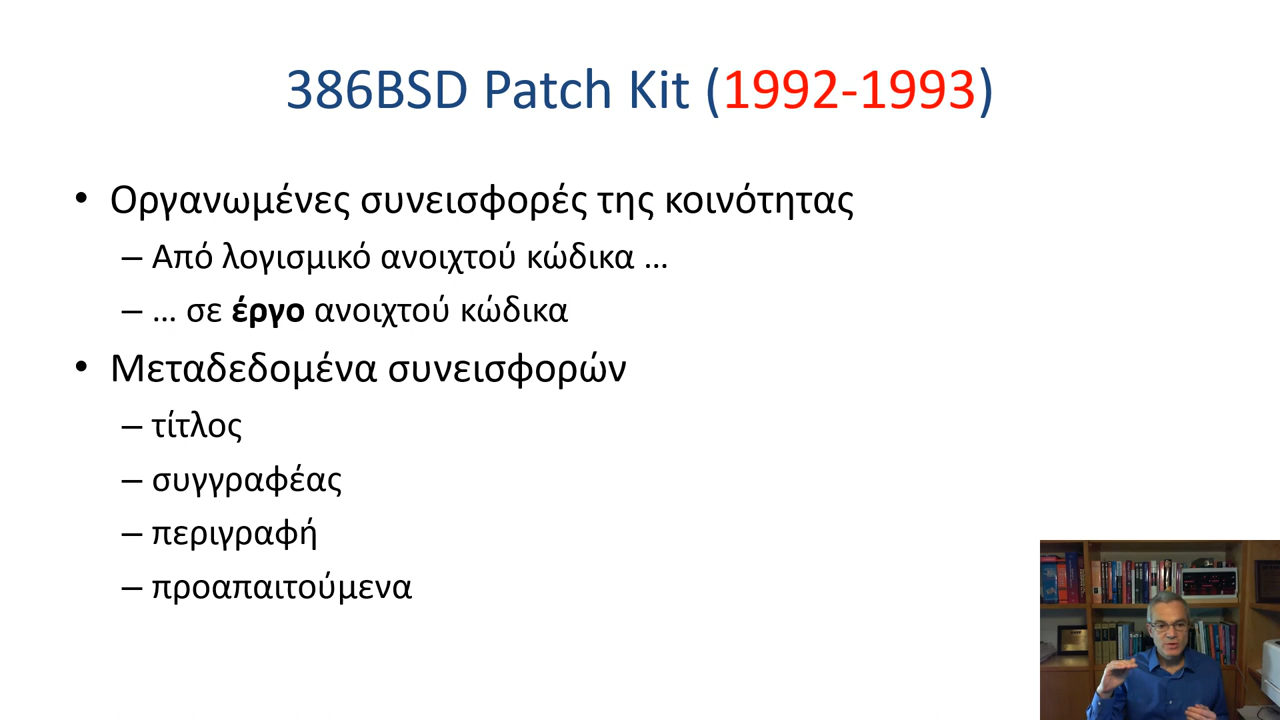 386BSD Patch Kit (1992-1993)
• Οργανωμένες συνεισφορές της κοινότητας
– Από λογισμικό ανοιχτού κώδικα ...
– ... σε έργο ανοιχτού κώδικα
• Μεταδεδομένα συνεισφορών
– τίτλος
– συγγραφέας
– περιγραφή
– προαπαιτούμενα